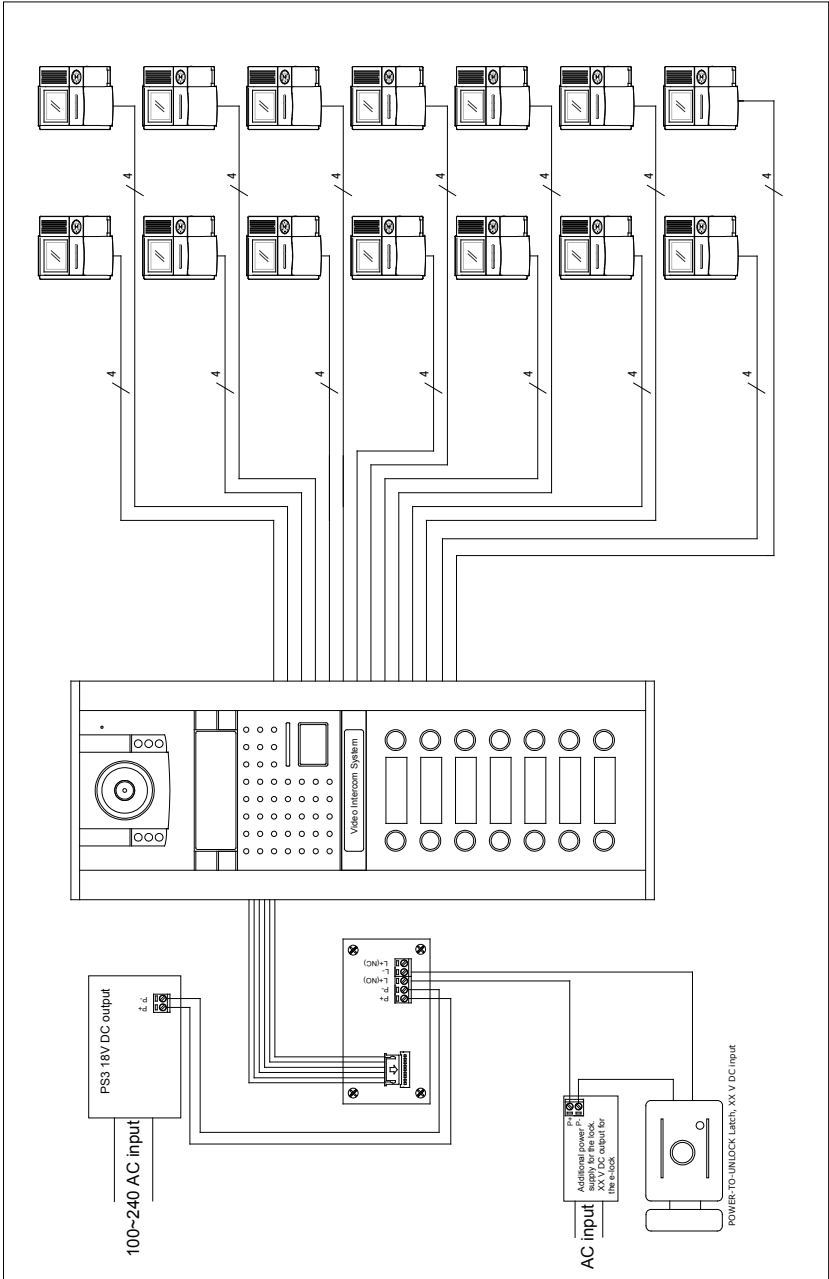 4
4
4
4
4
4
4
4
4
4
4
4
4
4
Video Intercom System
PS3 18V DC output
P-
P+
100~240 AC input
L+(NC)
L-
L+(NO)
P-
P+
P+
P-
Additional power
supply for the lock.
XX V DC output for
the e-lock
AC input
POWER-TO-UNLOCK Latch, XX V DC input